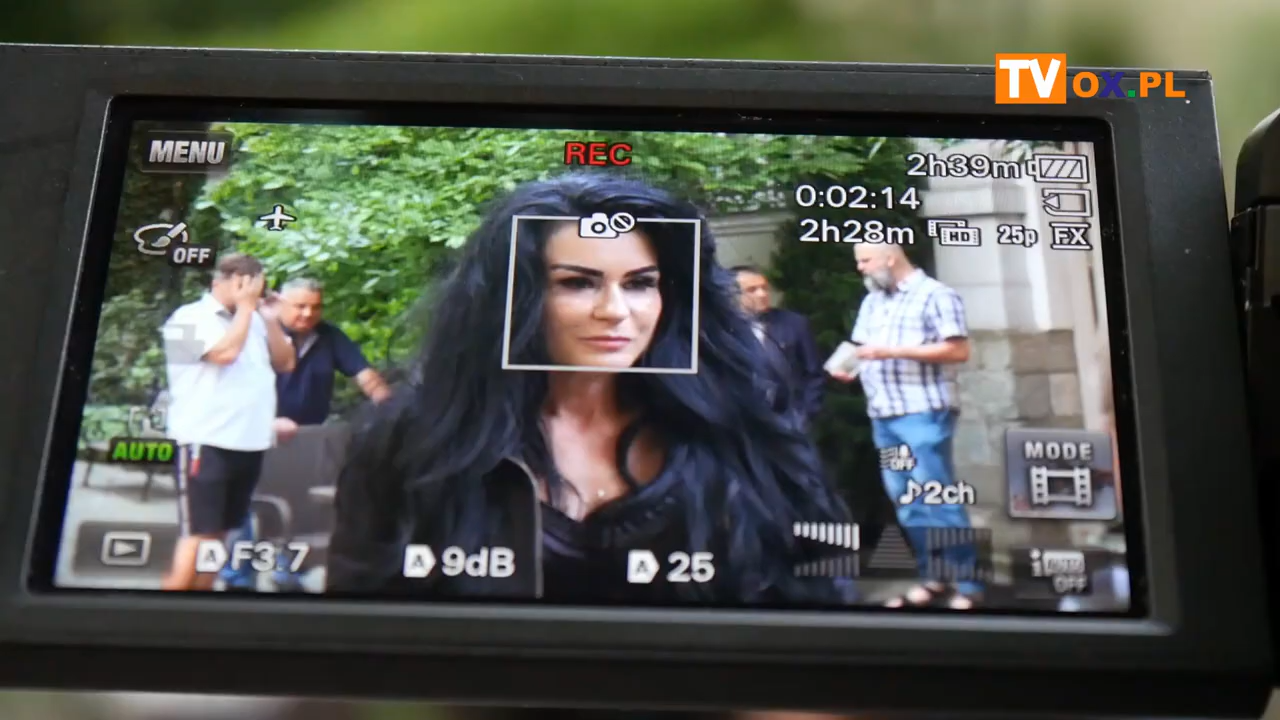 TVox.PL
MENU
REC
2h39m
0:02:14
2h28m HD 25p FX
OFF
AUTO
OFF
MODE
2ch
A F3.7
A 9dB
A 25
iAUTO
OFF